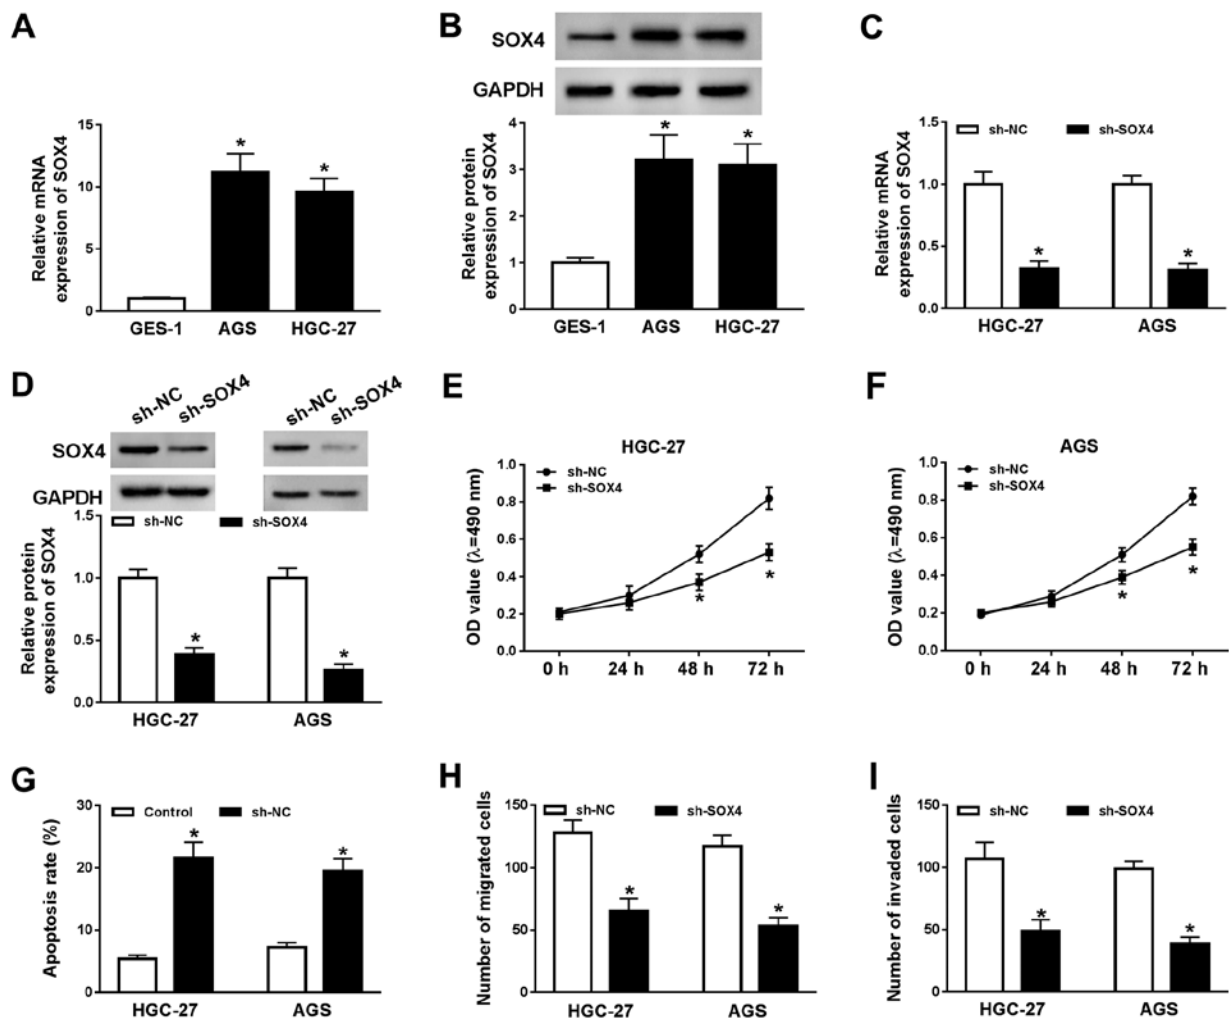 A
Relative mRNA
expression of SOX4
15
10
5
0
GES-1 AGS HGC-27
* *
B
SOX4
GAPDH
Relative protein
expression of SOX4
4
3
2
1
0
GES-1 AGS HGC-27
* *
C
sh-NC sh-SOX4
Relative mRNA
expression of SOX4
1.5
1.0
0.5
0.0
HGC-27 AGS
* *
D
sh-NC sh-SOX4 sh-NC sh-SOX4
SOX4
GAPDH
sh-NC sh-SOX4
Relative protein
expression of SOX4
1.5
1.0
0.5
0.0
HGC-27 AGS
* *
E
HGC-27
sh-NC
sh-SOX4
OD value (λ=490 nm)
1.0
0.8
0.6
0.4
0.2
0.0
0 h 24 h 48 h 72 h
* *
F
AGS
sh-NC
sh-SOX4
OD value (λ=490 nm)
1.0
0.8
0.6
0.4
0.2
0.0
0 h 24 h 48 h 72 h
* *
G
Control sh-NC
Apoptosis rate (%)
30
20
10
0
HGC-27 AGS
* *
H
sh-NC sh-SOX4
Number of migrated cells
150
100
50
0
HGC-27 AGS
* *
I
sh-NC sh-SOX4
Number of invaded cells
150
100
50
0
HGC-27 AGS
* *